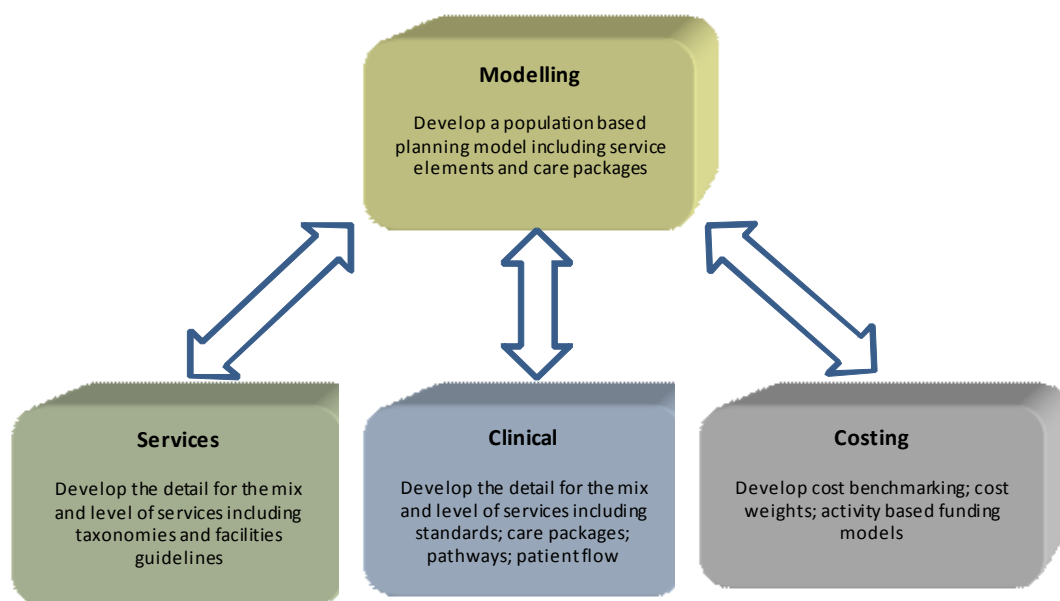 Modelling
Develop a population based
planning model including service
elements and care packages
Services
Develop the detail for the mix
and level of services including
taxonomies and facilities
guidelines
Clinical
Develop the detail for the mix
and level of services including
standards; care packages;
pathways; patient flow
Costing
Develop cost benchmarking; cost
weights; activity based funding
models